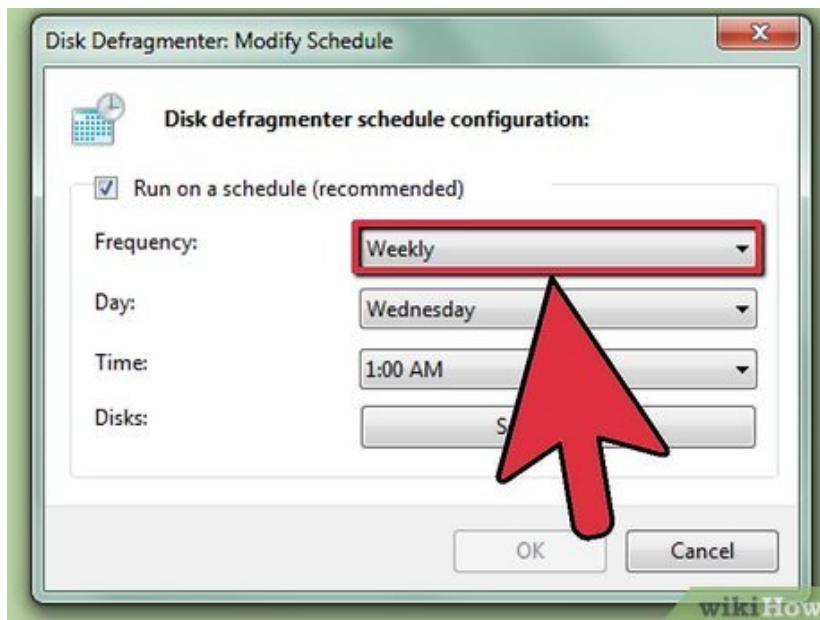 Disk Defragmenter: Modify Schedule
Disk defragmenter schedule configuration:
Run on a schedule (recommended)
Frequency:
Weekly
Day:
Wednesday
Time:
1:00 AM
Disks:
OK
Cancel
wikiHow